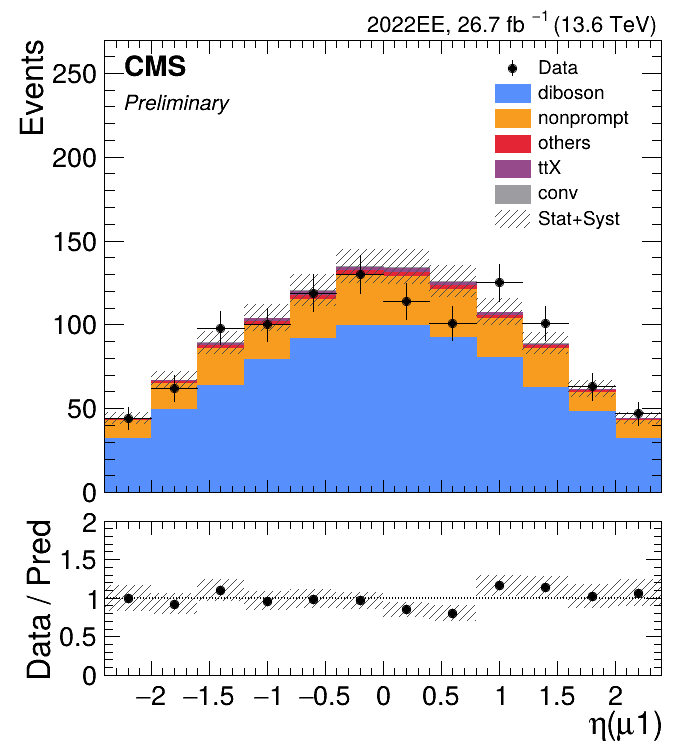 2022EE, 26.7 fb⁻¹ (13.6 TeV)
CMS
Preliminary
Events
250
200
150
100
50
0
Data
diboson
nonprompt
others
ttX
conv
Stat+Syst
Data / Pred
2
1.5
1
0.5
0
−2
−1.5
−1
−0.5
0
0.5
1
1.5
2
η(μ1)